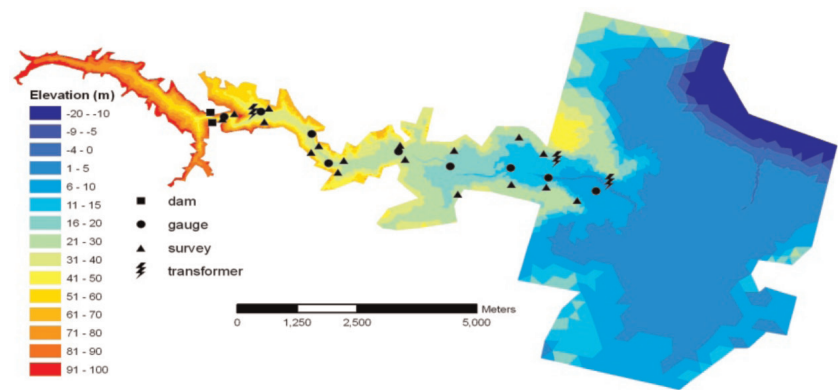 Elevation (m)
-20 - -10
-9 - -5
-4 - 0
1 - 5
6 - 10
11 - 15
16 - 20
21 - 30
31 - 40
41 - 50
51 - 60
61 - 70
71 - 80
81 - 90
91 - 100
dam
gauge
survey
transformer
Meters
0 1,250 2,500 5,000